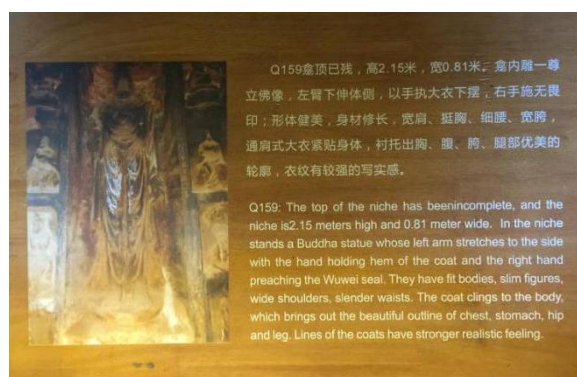 Q159龛顶已残，高2.15米，宽0.81米。龛内雕一尊
立佛像，左臂下伸体侧，以手执大衣下摆，右手施无畏
印；形体健美，身材修长，宽肩、挺胸、细腰、宽胯，
通肩式大衣紧贴身体，衬托出胸、腹、胯、腿部优美的
轮廓，衣纹有较强的写实感。
Q159: The top of the niche has beenincomplete, and the
niche is2.15 meters high and 0.81 meter wide. In the niche
stands a Buddha statue whose left arm stretches to the side
with the hand holding hem of the coat and the right hand
preaching the Wuwei seal. They have fit bodies, slim figures,
wide shoulders, slender waists. The coat clings to the body,
which brings out the beautiful outline of chest, stomach, hip
and leg. Lines of the coats have stronger realistic feeling.